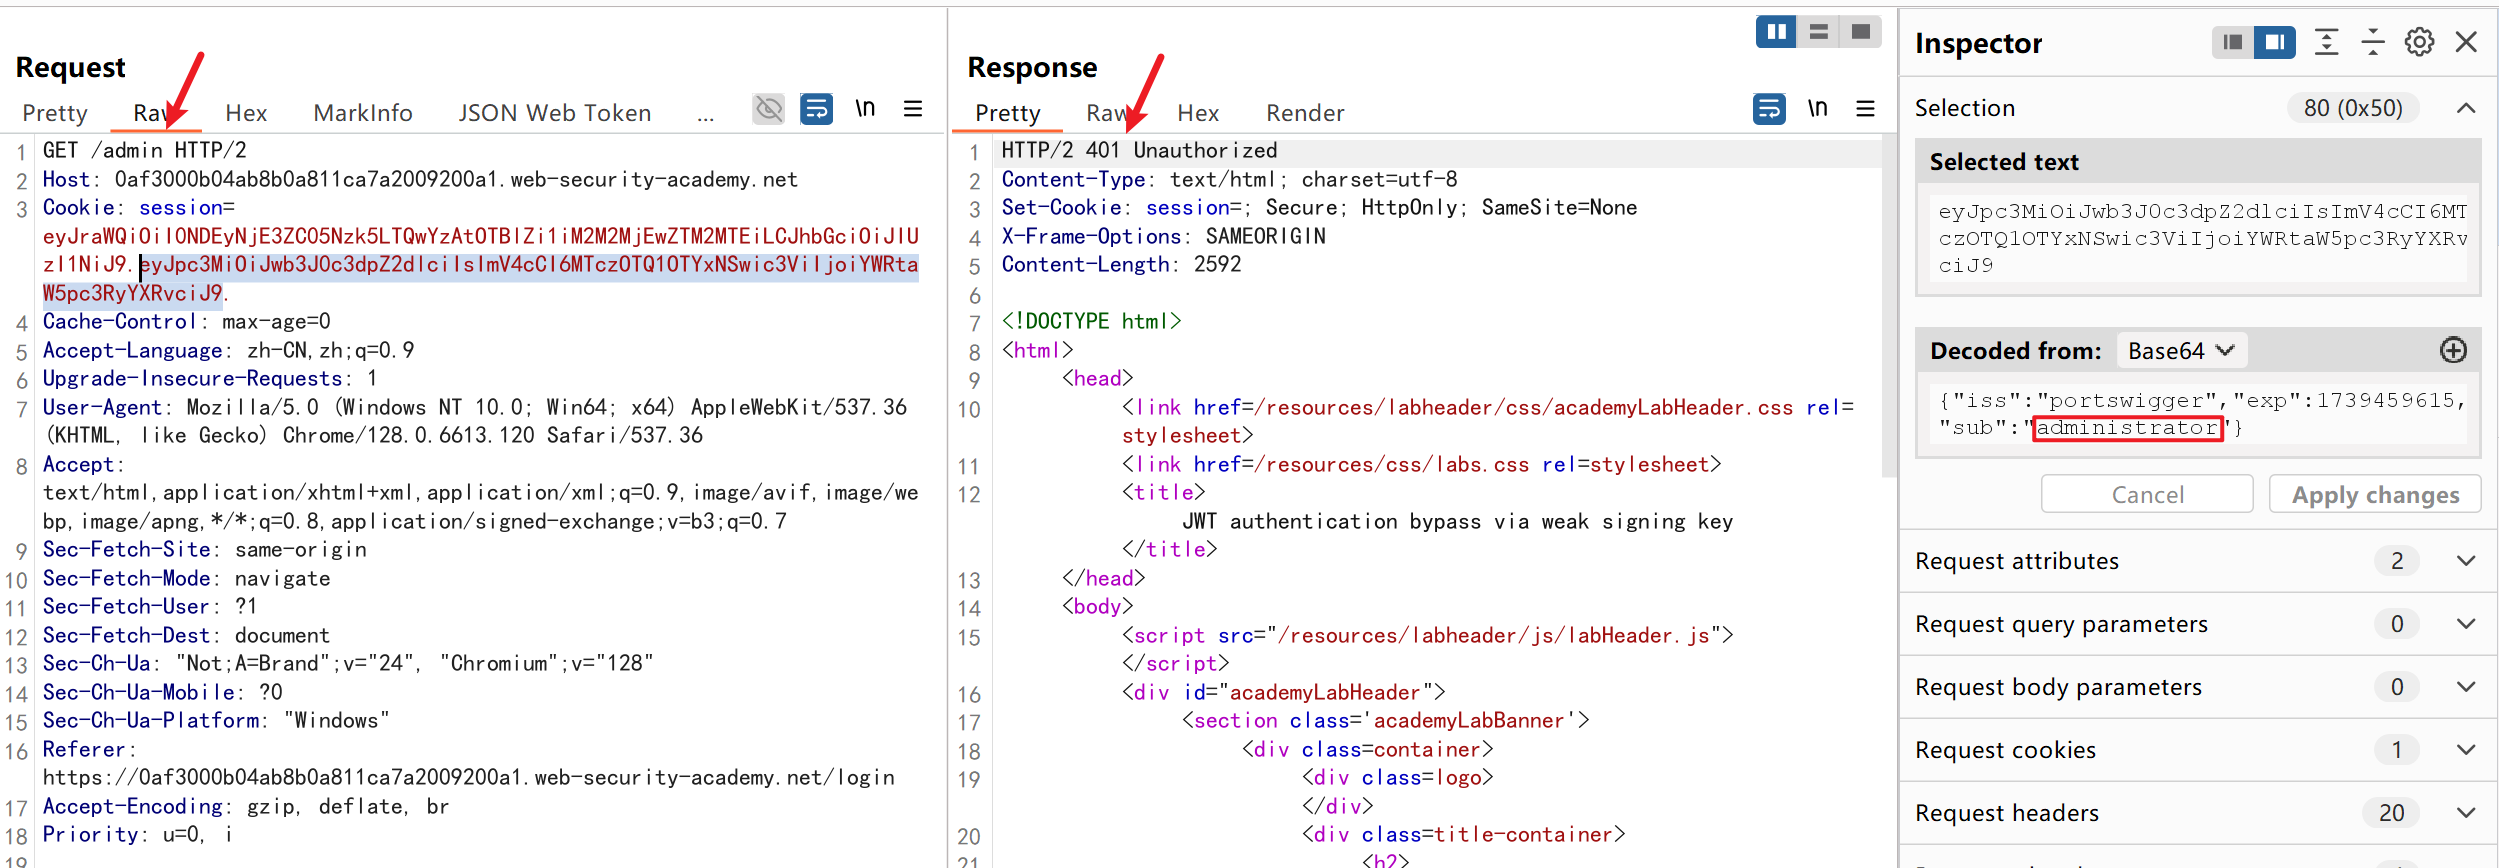 Request
Pretty
Raw
Hex
MarkInfo
JSON Web Token
...
\n
1 GET /admin HTTP/2
2 Host: 0af3000b04ab8b0a811ca7a2009200a1.web-security-academy.net
3 Cookie: session=
eyJraWQiOiI0NDEyNjE3ZC05Nzk5LTQwYzAtOTBlZi1iM2M2MjEwZTM2MTEiLCJhbGciOiJIU
zI1NiJ9.eyJpc3MiOiJwb3J0c3dpZ2dlciIsImV4cCI6MTczOTQ1OTYxNSwic3ViIjoiYWRta
W5pc3RyYXRvciJ9.
4 Cache-Control: max-age=0
5 Accept-Language: zh-CN,zh;q=0.9
6 Upgrade-Insecure-Requests: 1
7 User-Agent: Mozilla/5.0 (Windows NT 10.0; Win64; x64) AppleWebKit/537.36
(KHTML, like Gecko) Chrome/128.0.6613.120 Safari/537.36
8 Accept:
text/html,application/xhtml+xml,application/xml;q=0.9,image/avif,image/we
bp,image/apng,*/*;q=0.8,application/signed-exchange;v=b3;q=0.7
9 Sec-Fetch-Site: same-origin
10 Sec-Fetch-Mode: navigate
11 Sec-Fetch-User: ?1
12 Sec-Fetch-Dest: document
13 Sec-Ch-Ua: "Not;A=Brand";v="24", "Chromium";v="128"
14 Sec-Ch-Ua-Mobile: ?0
15 Sec-Ch-Ua-Platform: "Windows"
16 Referer:
https://0af3000b04ab8b0a811ca7a2009200a1.web-security-academy.net/login
17 Accept-Encoding: gzip, deflate, br
18 Priority: u=0, i
19
Response
Pretty
Raw
Hex
Render
\n
1 HTTP/2 401 Unauthorized
2 Content-Type: text/html; charset=utf-8
3 Set-Cookie: session=; Secure; HttpOnly; SameSite=None
4 X-Frame-Options: SAMEORIGIN
5 Content-Length: 2592
6
7 <!DOCTYPE html>
8 <html>
9 <head>
10 <link href=/resources/labheader/css/academyLabHeader.css rel=
stylesheet>
11 <link href=/resources/css/labs.css rel=stylesheet>
12 <title>
JWT authentication bypass via weak signing key
</title>
13 </head>
14 <body>
15 <script src="/resources/labheader/js/labHeader.js">
</script>
16 <div id="academyLabHeader">
17 <section class='academyLabBanner'>
18 <div class=container>
19 <div class=logo>
</div>
20 <div class=title-container>
21 <h2>
Inspector
Selection
80 (0x50)
Selected text
eyJpc3MiOiJwb3J0c3dpZ2dlciIsImV4cCI6MT
czOTQ1OTYxNSwic3ViIjoiYWRtaW5pc3RyYXRv
ciJ9
Decoded from: Base64
{"iss":"portswigger","exp":1739459615,
"sub":"administrator"}
Cancel
Apply changes
Request attributes 2
Request query parameters 0
Request body parameters 0
Request cookies 1
Request headers 20